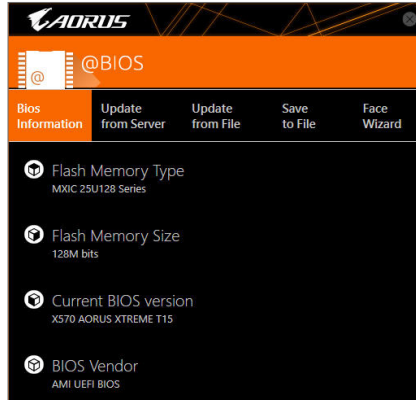 AORUS
@BIOS
@
Bios Information
Update from Server
Update from File
Save to File
Face Wizard
Flash Memory Type
MXIC 25U128 Series
Flash Memory Size
128M bits
Current BIOS version
X570 AORUS XTREME T15
BIOS Vendor
AMI UEFI BIOS